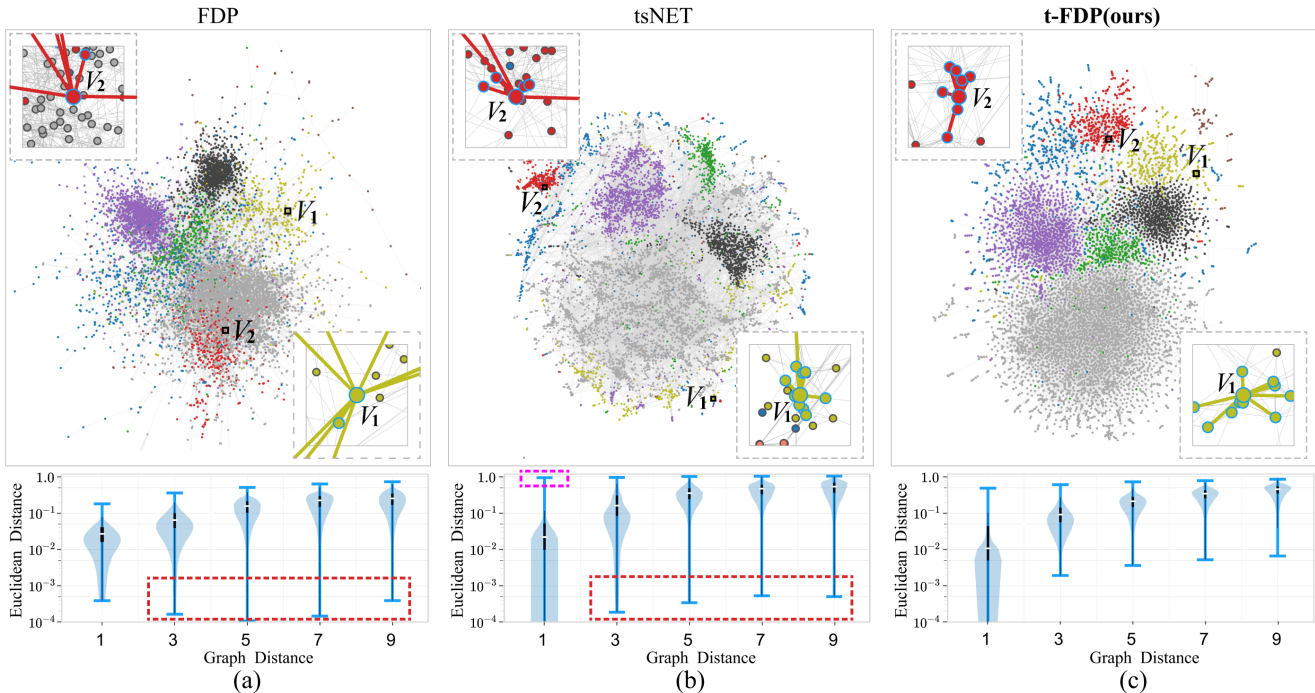 FDP
tsNET
t-FDP(ours)
V2
V1
V2
V1
V2
V2
V1
V1
V2
V2
V1
V1
Euclidean Distance
1.0
10−1
10−2
10−3
10−4
1 3 5 7 9
Graph Distance
(a)
Euclidean Distance
1.0
10−1
10−2
10−3
10−4
1 3 5 7 9
Graph Distance
(b)
Euclidean Distance
1.0
10−1
10−2
10−3
10−4
1 3 5 7 9
Graph Distance
(c)